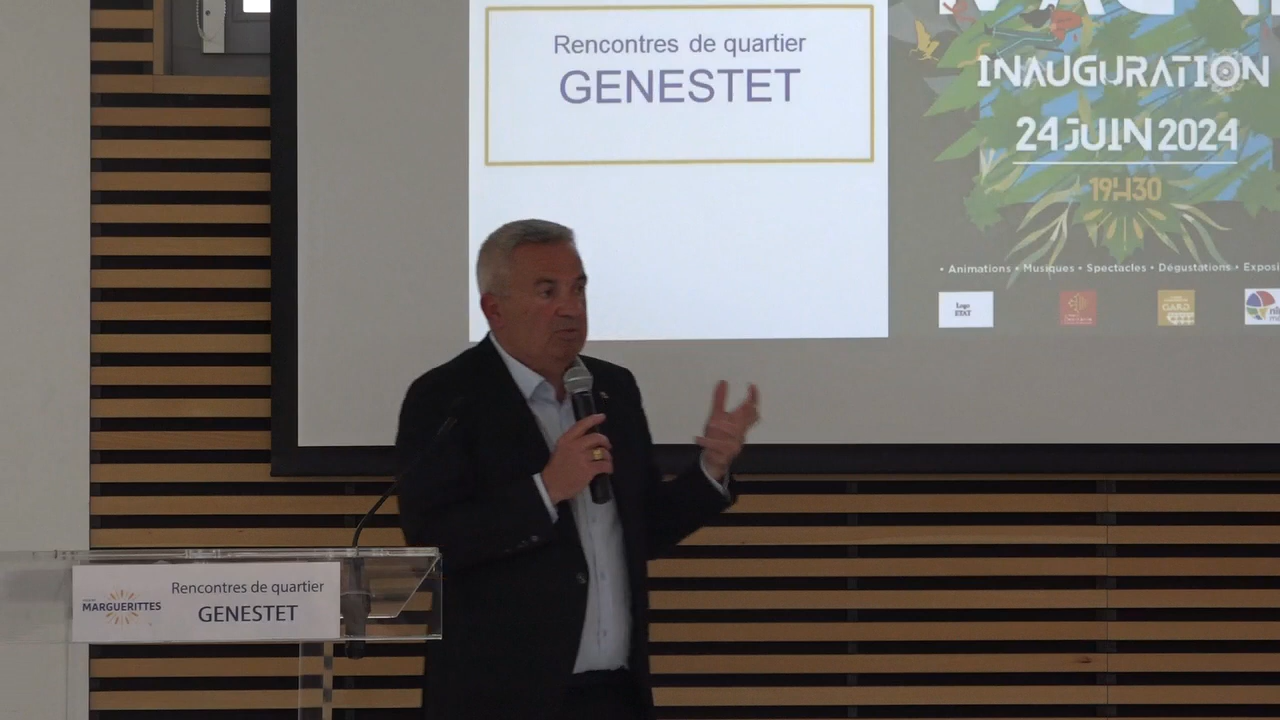 Rencontres de quartier
GENESTET
INAUGURATION
24 JUIN 2024
19H30
• Animations • Musiques • Spectacles • Dégustations • Exposi
Logo
ETAT
GARD
MARGUERITTES
Rencontres de quartier
GENESTET